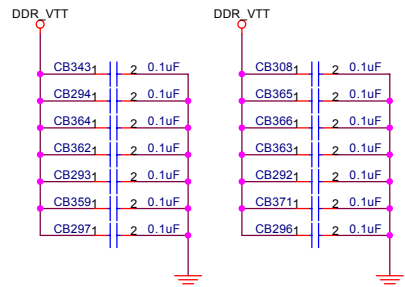 DDR_VTT DDR_VTT
CB343 1 2 0.1uF CB308 1 2 0.1uF
CB294 1 2 0.1uF CB365 1 2 0.1uF
CB364 1 2 0.1uF CB366 1 2 0.1uF
CB362 1 2 0.1uF CB363 1 2 0.1uF
CB293 1 2 0.1uF CB292 1 2 0.1uF
CB359 1 2 0.1uF CB371 1 2 0.1uF
CB297 1 2 0.1uF CB296 1 2 0.1uF